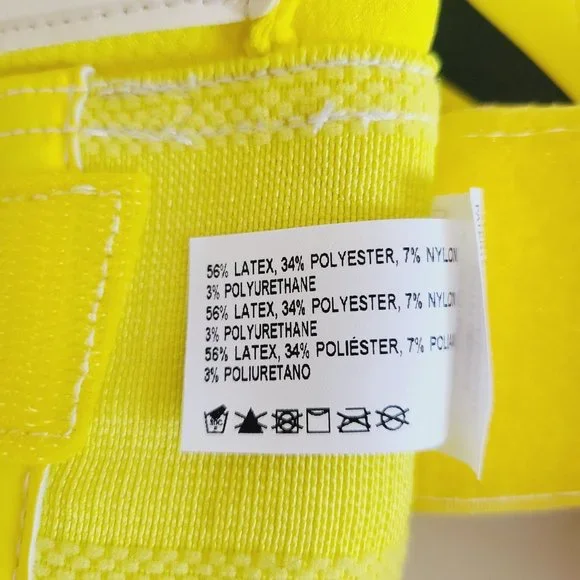 56% LATEX, 34% POLYESTER, 7% NYLON
3% POLYURETHANE
56% LATEX, 34% POLYESTER, 7% NYLON
3% POLYURETHANE
56% LATEX, 34% POLIÉSTER, 7%
3% POLIURETANO